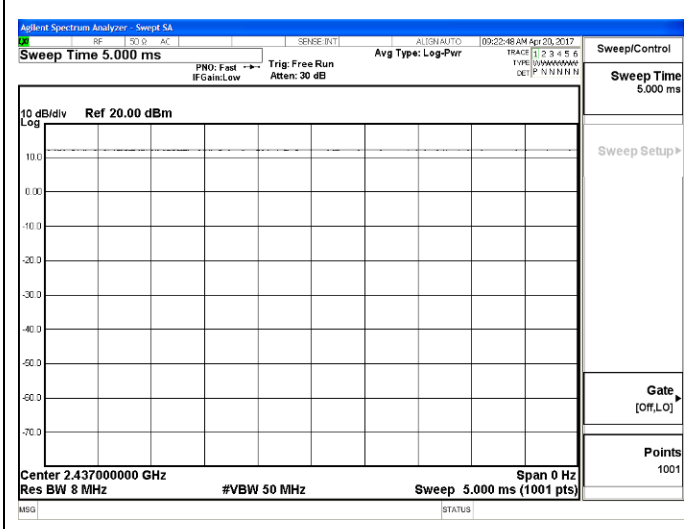 Agilent Spectrum Analyzer - Swept SA
RF 50 Ω AC SENSE:INT ALIGN AUTO 09:22:48 AM Apr 20, 2017
Sweep Time 5.000 ms
PNO: Fast
IFGain:Low
Trig: Free Run
Atten: 30 dB
Avg Type: Log-Pwr
TRACE 1 2 3 4 5 6
TYPE
DET P N N N N N
10 dB/div Ref 20.00 dBm
Log
10.0
0.00
-10.0
-20.0
-30.0
-40.0
-50.0
-60.0
-70.0
Center 2.437000000 GHz Span 0 Hz
Res BW 8 MHz #VBW 50 MHz Sweep 5.000 ms (1001 pts)
MSG STATUS
Sweep/Control
Sweep Time
5.000 ms
Sweep Setup
Gate
[Off,LO]
Points
1001